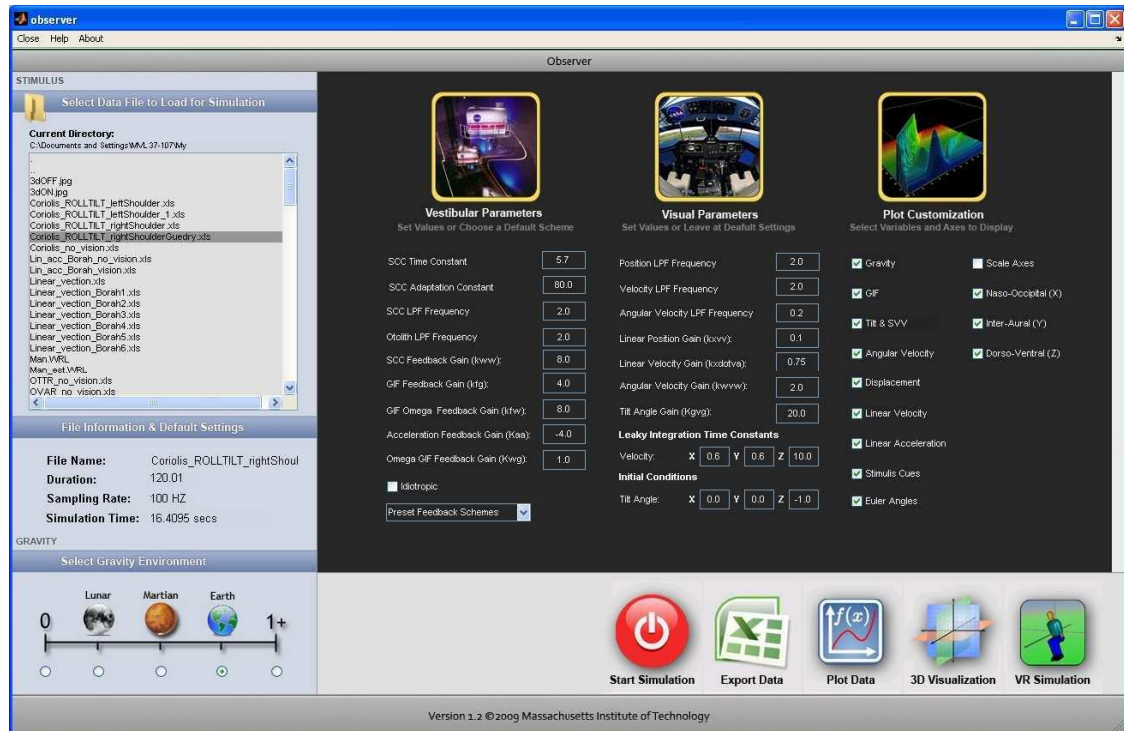 observer
Close Help About
Observer
STIMULUS
Select Data File to Load for Simulation
Current Directory:
C:\Documents and Settings\MVL 37-107\My
.
..
3dOFF.jpg
3dON.jpg
Coriolis_ROLLTILT_leftShoulder.xls
Coriolis_ROLLTILT_leftShoulder_1.xls
Coriolis_ROLLTILT_rightShoulder.xls
Coriolis_ROLLTILT_rightShoulderGuedry.xls
Coriolis_no_vision.xls
Lin_acc_Borah_no_vision.xls
Lin_acc_Borah_vision.xls
Linear_vection.xls
Linear_vection_Borah1.xls
Linear_vection_Borah2.xls
Linear_vection_Borah3.xls
Linear_vection_Borah4.xls
Linear_vection_Borah5.xls
Linear_vection_Borah6.xls
Man.WRL
Man_est.WRL
OTTR_no_vision.xls
OVAR_no_vision.xls
File Information & Default Settings
File Name: Coriolis_ROLLTILT_rightShoul
Duration: 120.01
Sampling Rate: 100 HZ
Simulation Time: 16.4095 secs
GRAVITY
Select Gravity Environment
Lunar Martian Earth
0 1+
Vestibular Parameters
Set Values or Choose a Default Scheme
SCC Time Constant 5.7
SCC Adaptation Constant 80.0
SCC LPF Frequency 2.0
Otolith LPF Frequency 2.0
SCC Feedback Gain (kww): 8.0
GIF Feedback Gain (kfg): 4.0
GIF Omega Feedback Gain (kfw): 8.0
Acceleration Feedback Gain (Kaa): -4.0
Omega GIF Feedback Gain (Kwg): 1.0
Idiotropic
Preset Feedback Schemes
NASA
Visual Parameters
Set Values or Leave at Deafult Settings
Position LPF Frequency 2.0
Velocity LPF Frequency 2.0
Angular Velocity LPF Frequency 0.2
Linear Position Gain (kxvv): 0.1
Linear Velocity Gain (kxdotva): 0.75
Angular Velocity Gain (kwvw): 2.0
Tilt Angle Gain (Kgvg): 20.0
Leaky Integration Time Constants
Velocity: X 0.6 Y 0.6 Z 10.0
Initial Conditions
Tilt Angle: X 0.0 Y 0.0 Z -1.0
Plot Customization
Select Variables and Axes to Display
Gravity Scale Axes
GIF Naso-Occipital (X)
Tilt & SVV Inter-Aural (Y)
Angular Velocity Dorso-Ventral (Z)
Displacement
Linear Velocity
Linear Acceleration
Stimulis Cues
Euler Angles
f(x)
Start Simulation Export Data Plot Data 3D Visualization VR Simulation
Version 1.2 ©2009 Massachusetts Institute of Technology